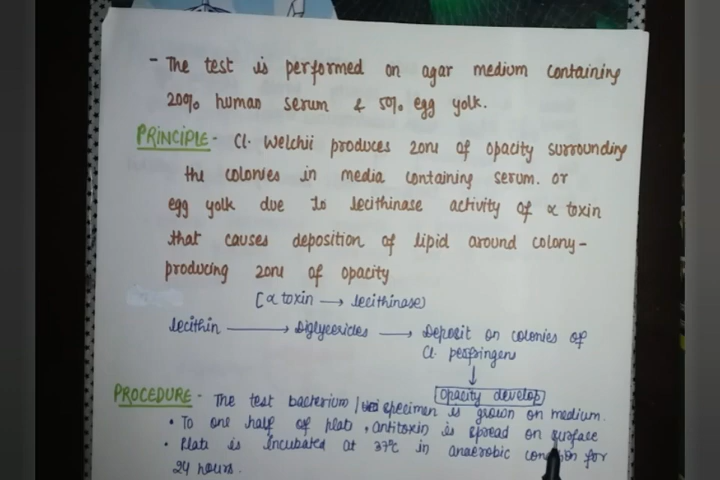 - The test is performed on agar medium containing
20% human serum & 5% egg yolk.
PRINCIPLE - Cl. Welchii produces zone of opacity surrounding
the colonies in media containing serum. or
egg yolk due to lecithinase activity of α toxin
that causes deposition of lipid around colony-
producing zone of opacity
[α toxin → lecithinase)
lecithin → Diglycerides → Deposit on colonies of
Cl. perfringens
↓
opacity develop
PROCEDURE - The test bacterium / specimen is grown on medium.
• To one half of plate, antitoxin is spread on surface
• Plate is incubated at 37°C in anaerobic condition for
24 hours.